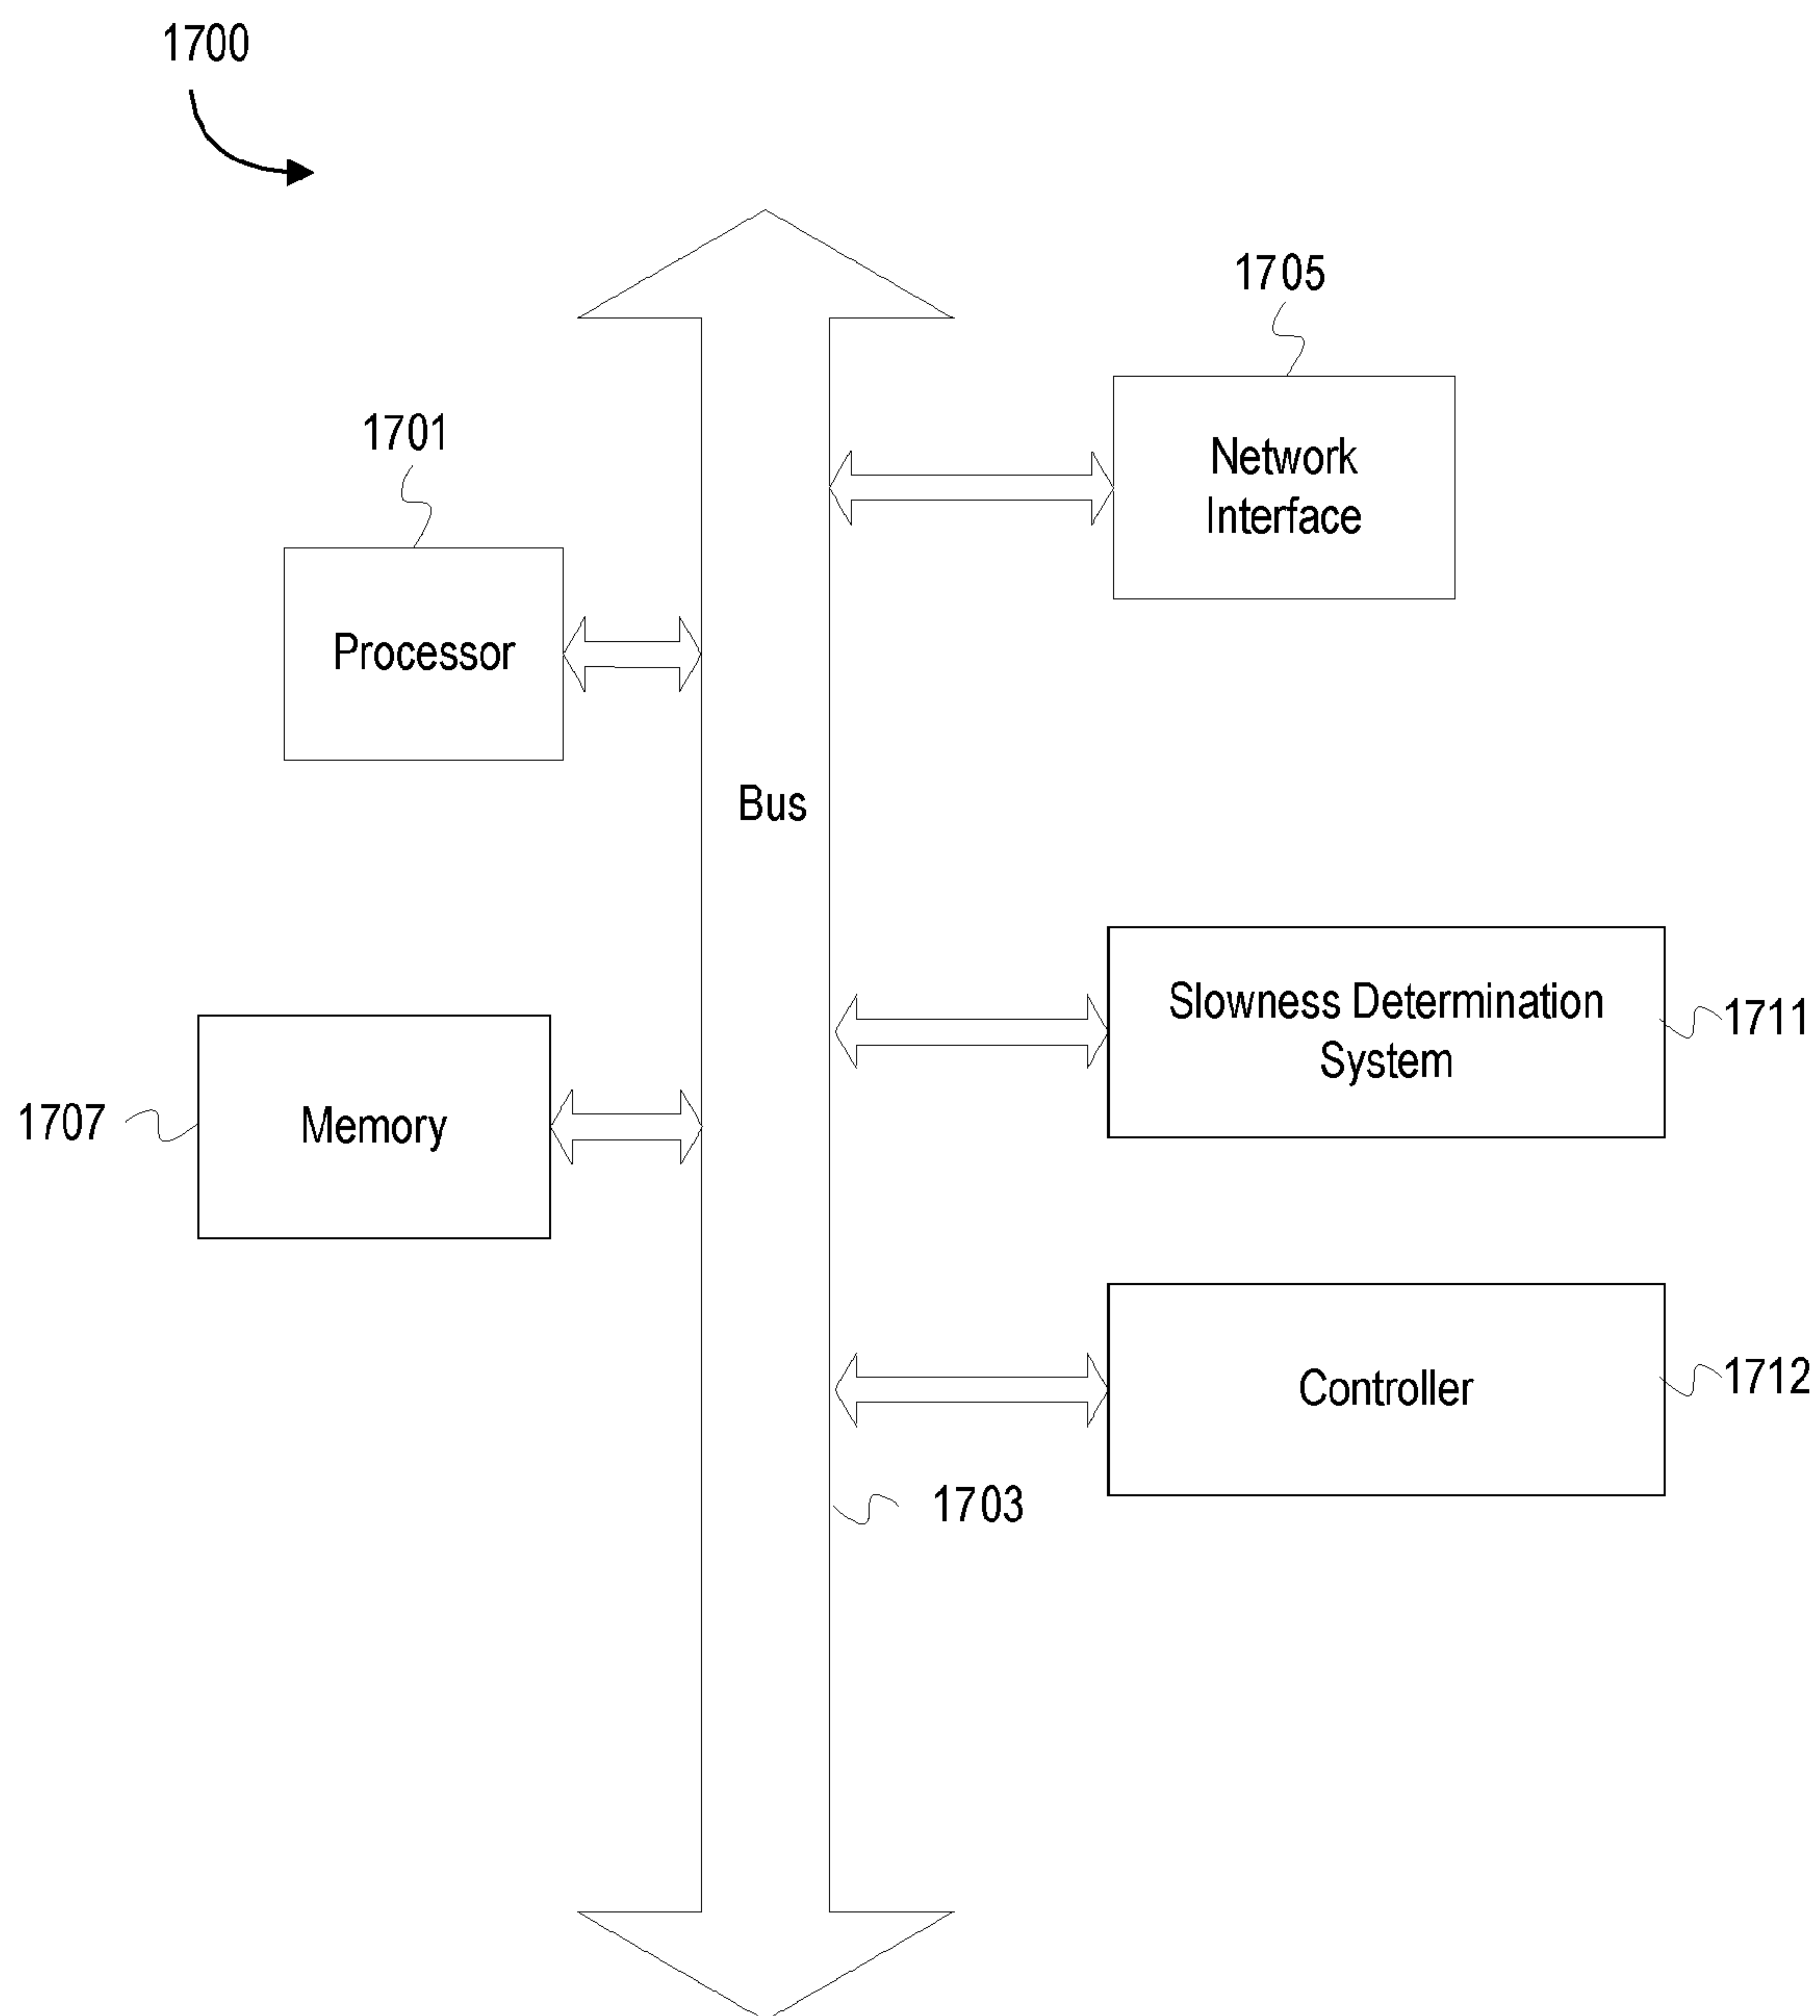 1700
1705
Network
Interface
1701
Processor
Bus
Slowness Determination
System
1711
1707
Memory
Controller
1712
1703